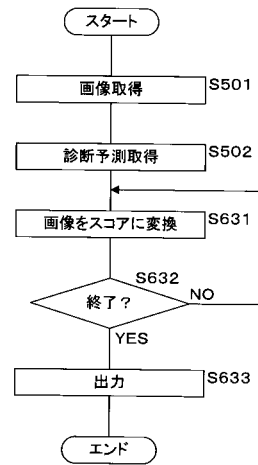 スタート
画像取得 S501
診断予測取得 S502
画像をスコアに変換 S631
S632
終了？ NO
YES
出力 S633
エンド